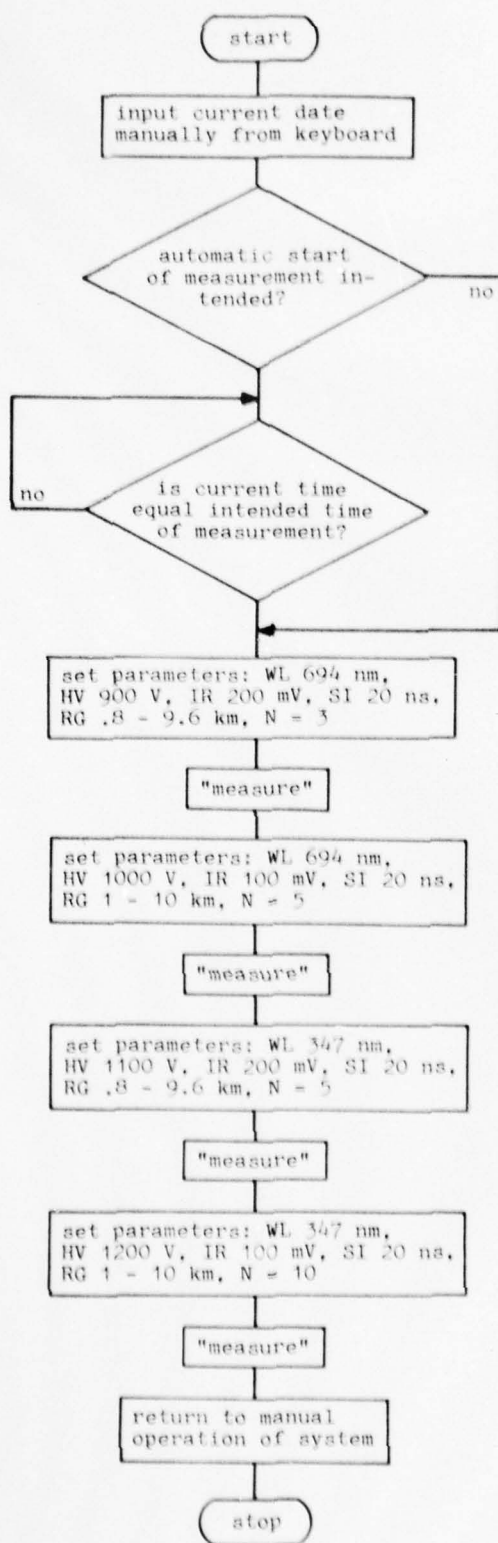 start
input current date
manually from keyboard
automatic start
of measurement in-
tended?
no
no
is current time
equal intended time
of measurement?
set parameters: WL 694 nm,
HV 900 V, IR 200 mV, SI 20 ns,
RG .8 - 9.6 km, N = 3
"measure"
set parameters: WL 694 nm,
HV 1000 V, IR 100 mV, SI 20 ns,
RG 1 - 10 km, N = 5
"measure"
set parameters: WL 347 nm,
HV 1100 V, IR 200 mV, SI 20 ns,
RG .8 - 9.6 km, N = 5
"measure"
set parameters: WL 347 nm,
HV 1200 V, IR 100 mV, SI 20 ns,
RG 1 - 10 km, N = 10
"measure"
return to manual
operation of system
stop